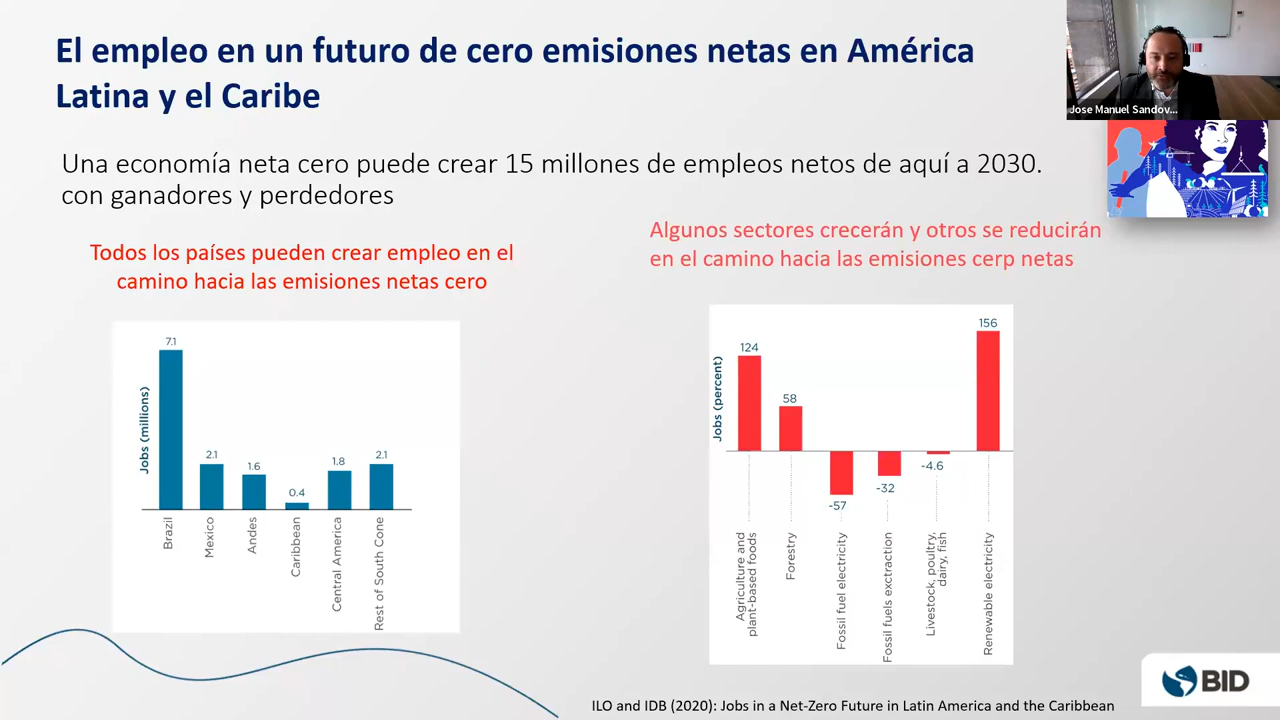 El empleo en un futuro de cero emisiones netas en América
Latina y el Caribe
Jose Manuel Sandov...
Una economía neta cero puede crear 15 millones de empleos netos de aquí a 2030.
con ganadores y perdedores
Todos los países pueden crear empleo en el
camino hacia las emisiones netas cero
Jobs (millions)
7.1
2.1
1.6
0.4
1.8
2.1
Brazil
Mexico
Andes
Caribbean
Central America
Rest of South Cone
Algunos sectores crecerán y otros se reducirán
en el camino hacia las emisiones cerp netas
Jobs (percent)
124
58
-57
-32
-4.6
156
Agriculture and
plant-based foods
Forestry
Fossil fuel electricity
Fossil fuels exctraction
Livestock, poultry,
dairy, fish
Renewable electricity
BID
ILO and IDB (2020): Jobs in a Net-Zero Future in Latin America and the Caribbean